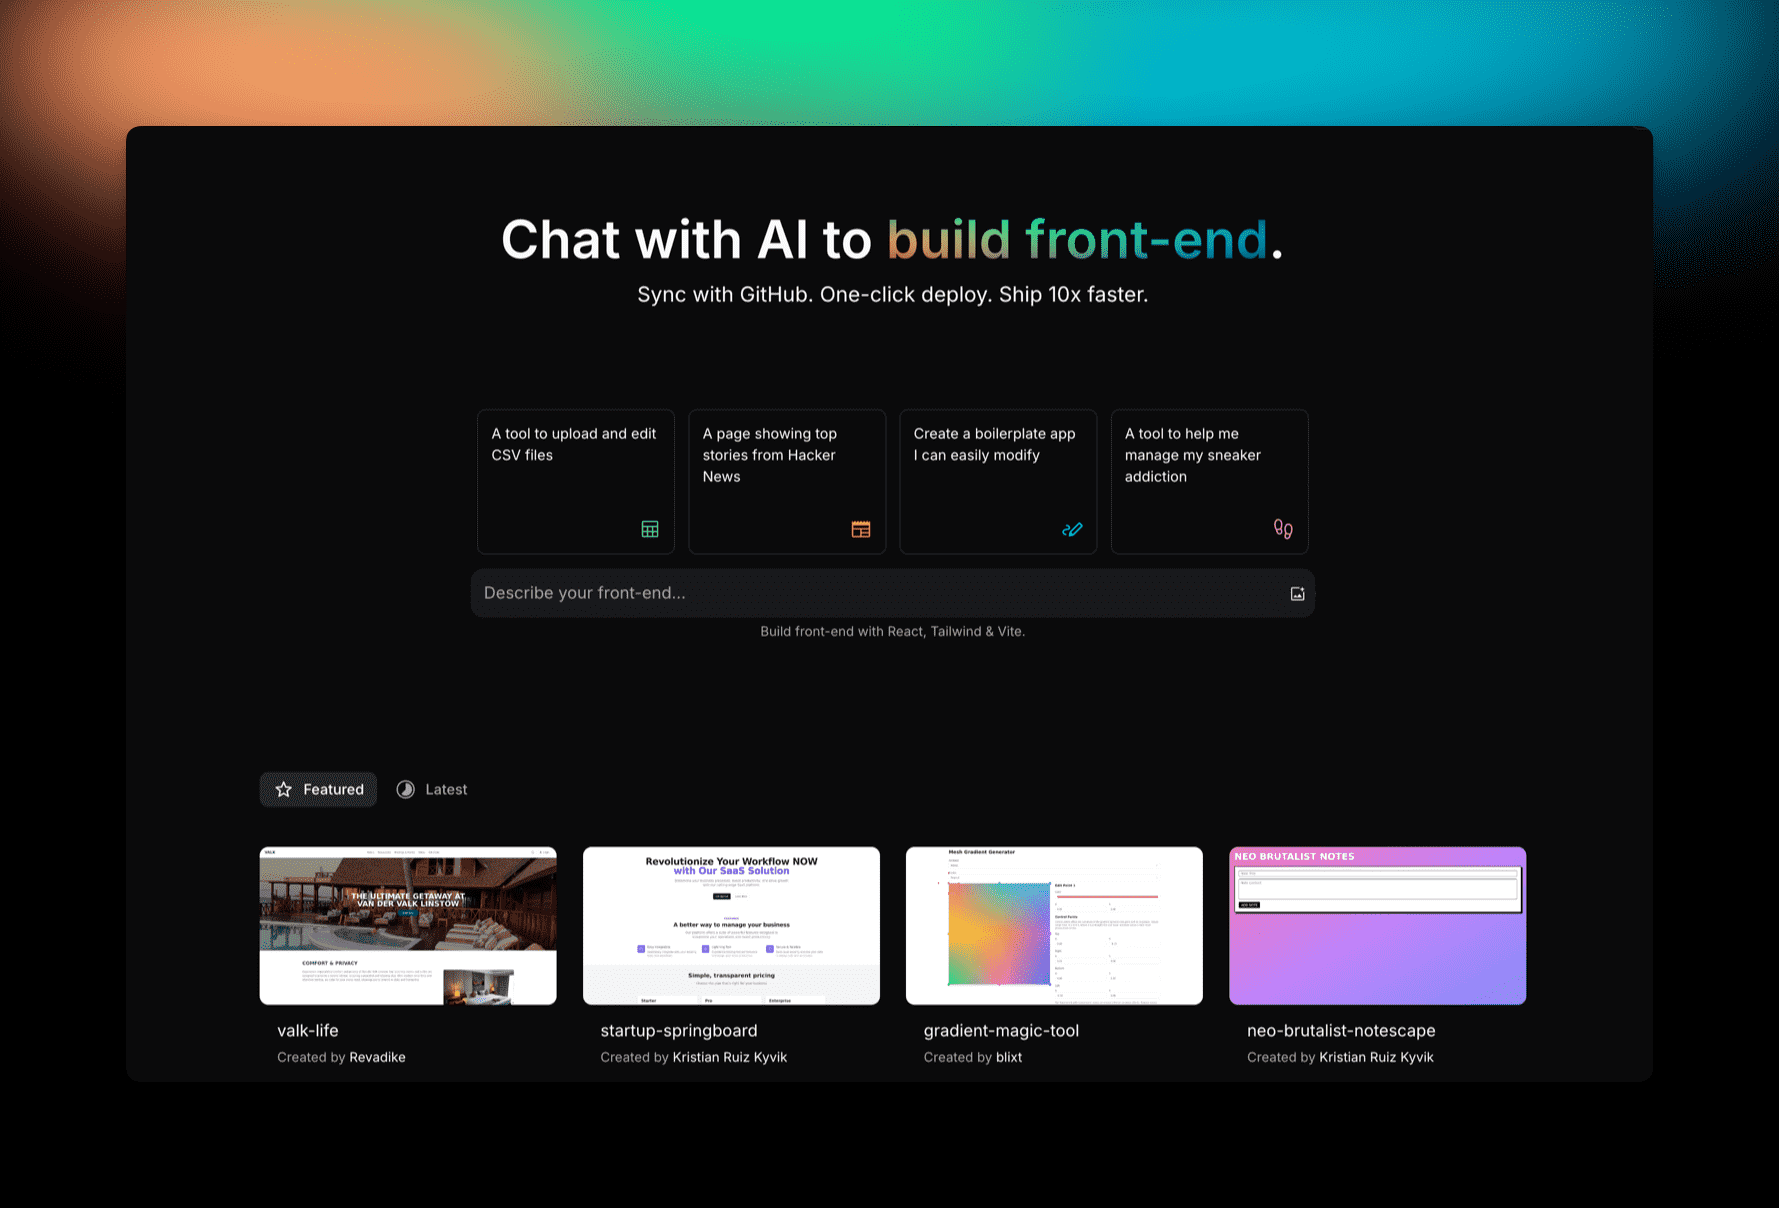 Chat with AI to build front-end.
Sync with GitHub. One-click deploy. Ship 10x faster.
A tool to upload and edit
CSV files
A page showing top
stories from Hacker
News
Create a boilerplate app
I can easily modify
A tool to help me
manage my sneaker
addiction
Describe your front-end...
Build front-end with React, Tailwind & Vite.
Featured
Latest
VALK
THE ULTIMATE GETAWAY AT
VAN DER VALK LINSTOW
COMFORT & PRIVACY
valk-life
Created by Revadike
Revolutionize Your Workflow NOW
with Our SaaS Solution
A better way to manage your business
Simple, transparent pricing
Starter
Pro
Enterprise
startup-springboard
Created by Kristian Ruiz Kyvik
Mesh Gradient Generator
gradient-magic-tool
Created by blixt
NEO BRUTALIST NOTES
ADD NOTE
neo-brutalist-notescape
Created by Kristian Ruiz Kyvik